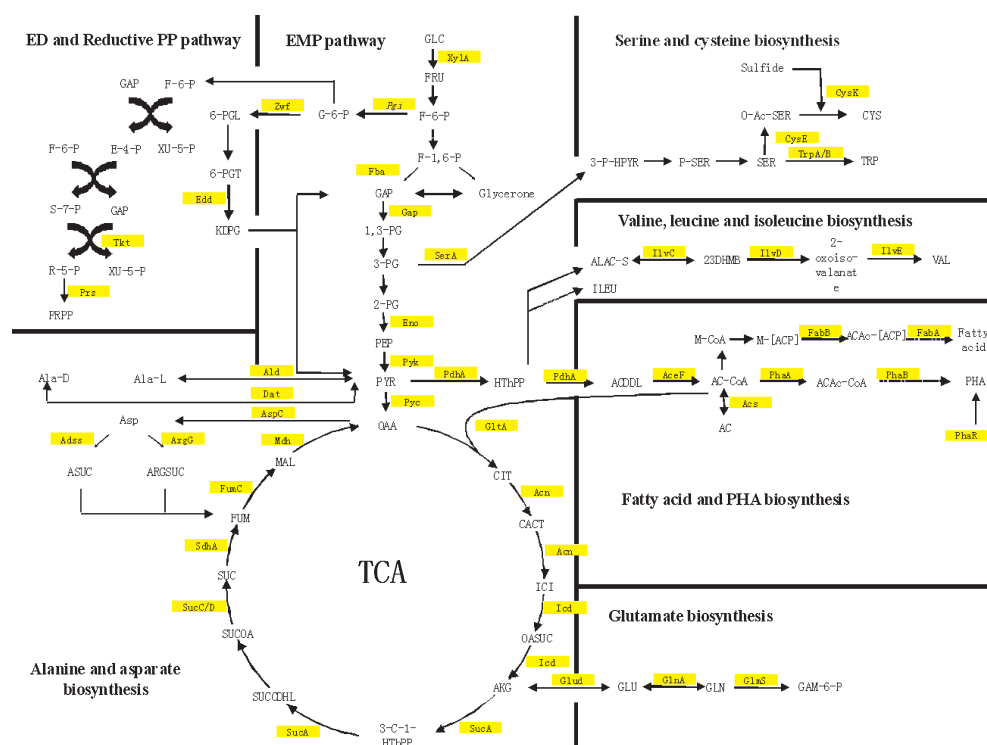 ED and Reductive PP pathway
EMP pathway
Serine and cysteine biosynthesis
GLC
XylA
FRU
GAP
F-6-P
6-PGL
Zwf
G-6-P
Pgi
F-6-P
F-6-P
E-4-P
XU-5-P
6-PGT
S-7-P
GAP
Edd
KDPG
Tkt
R-5-P
XU-5-P
Prs
PRPP
F-1,6-P
Fba
GAP
Glycerone
Gap
1,3-PG
3-PG
SerA
2-PG
Eno
PEP
Pyk
PYR
Pyc
OAA
Sulfide
CysK
O-Ac-SER
CYS
CysE
3-P-HPYR
P-SER
SER
TrpA/B
TRP
Valine, leucine and isoleucine biosynthesis
ALAC-S
IlvC
23DHMB
IlvD
2-
oxoiso-
valanat
e
IlvE
VAL
ILEU
PdhA
HThPP
PdhA
ACDDL
AceF
AC-CoA
M-CoA
M-[ACP]
FabB
ACAc-[ACP]
FabA
Fatty
acid
PhaA
ACAc-CoA
PhaB
PHA
Acs
AC
PhaR
Fatty acid and PHA biosynthesis
Ala-D
Ala-L
Ald
Dat
Asp
AspC
Adss
ArgG
ASUC
ARGSUC
Mdh
MAL
FumC
FUM
SdhA
SUC
SucC/D
SUCOA
SUCCDHL
SucA
3-C-1-
HThPP
SucA
AKG
Icd
OASUC
Icd
ICI
Acn
CACT
Acn
CIT
GltA
TCA
Alanine and asparate
biosynthesis
Glutamate biosynthesis
Glud
GLU
GlnA
GLN
GlmS
GAM-6-P